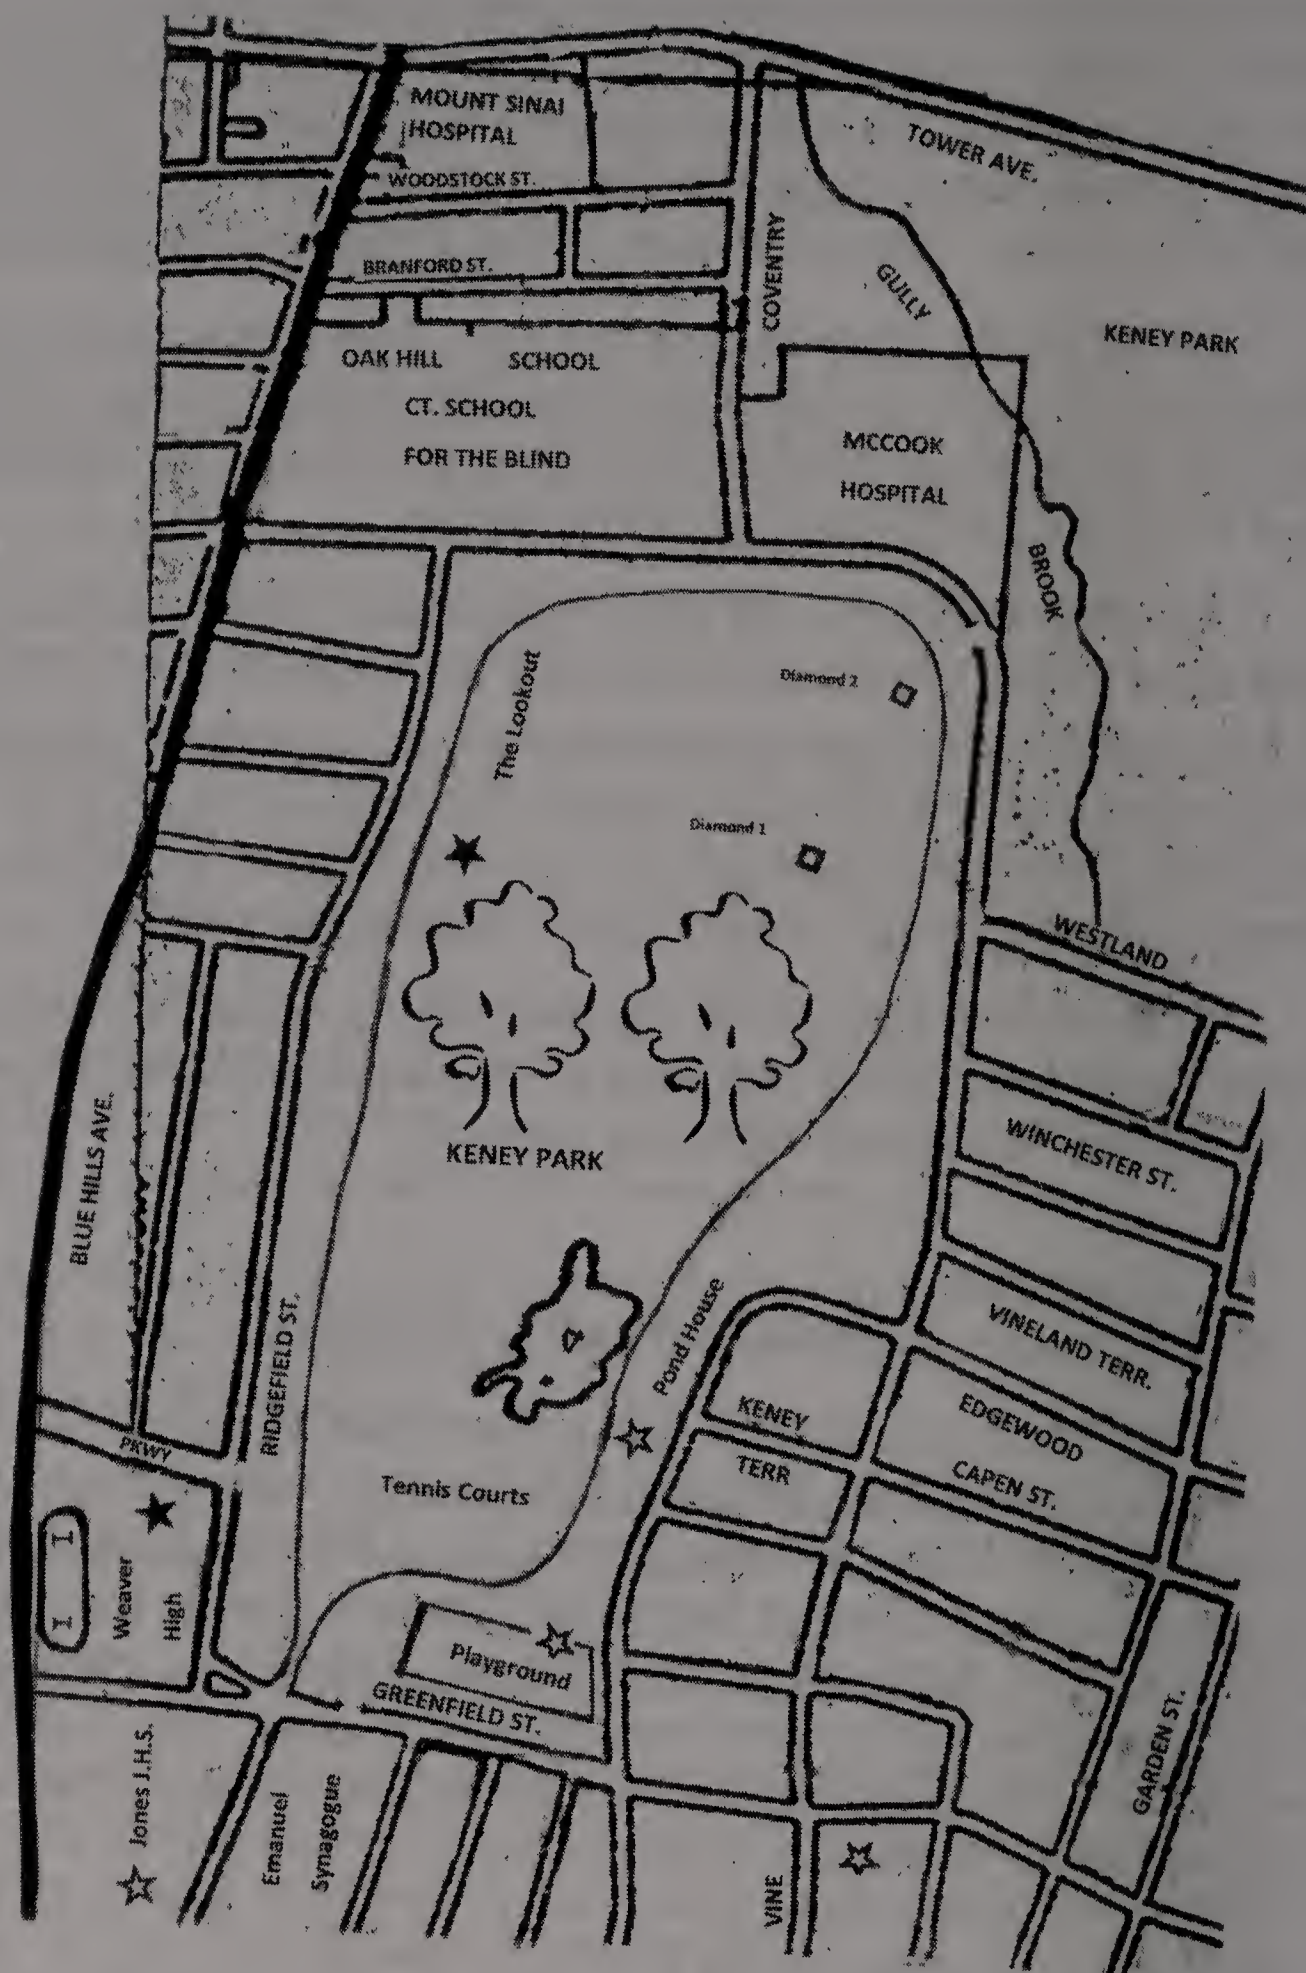 MOUNT SINAI
HOSPITAL
WOODSTOCK ST.
TOWER AVE.
BRANFORD ST.
COVENTRY
GULLY
KENEY PARK
OAK HILL SCHOOL
CT. SCHOOL
FOR THE BLIND
MCCOOK
HOSPITAL
BROOK
The Lookout
Diamond 2
Diamond 1
WESTLAND
KENEY PARK
BLUE HILLS AVE.
WINCHESTER ST.
RIDGEFIELD ST.
Pond House
VINELAND TERR.
KENEY
TERR
EDGEWOOD
CAPEN ST.
PKWY
Tennis Courts
I
I
Weaver
High
Playground
GREENFIELD ST.
GARDEN ST.
Jones J.H.S.
Emanuel
Synagogue
VINE